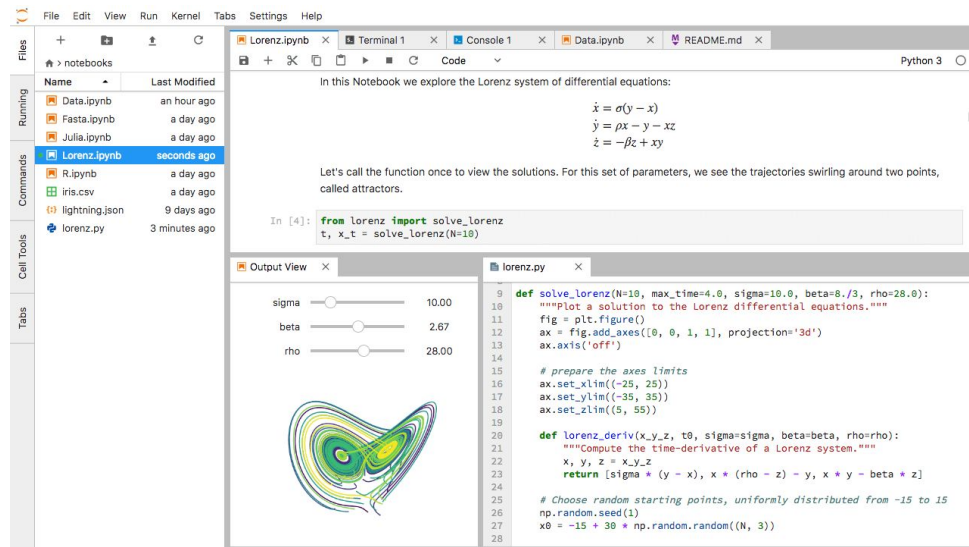 File Edit View Run Kernel Tabs Settings Help
Files
Running
Commands
Cell Tools
Tabs
> notebooks
Name Last Modified
Data.ipynb an hour ago
Fasta.ipynb a day ago
Julia.ipynb a day ago
Lorenz.ipynb seconds ago
R.ipynb a day ago
iris.csv a day ago
lightning.json 9 days ago
lorenz.py 3 minutes ago
Lorenz.ipynb Terminal 1 Console 1 Data.ipynb README.md
Code Python 3
In this Notebook we explore the Lorenz system of differential equations:
ẋ = σ(y − x)
ẏ = ρx − y − xz
ż = −βz + xy
Let's call the function once to view the solutions. For this set of parameters, we see the trajectories swirling around two points,
called attractors.
In [4]: from lorenz import solve_lorenz
t, x_t = solve_lorenz(N=10)
Output View
sigma 10.00
beta 2.67
rho 28.00
lorenz.py
9 def solve_lorenz(N=10, max_time=4.0, sigma=10.0, beta=8./3, rho=28.0):
10 """Plot a solution to the Lorenz differential equations."""
11 fig = plt.figure()
12 ax = fig.add_axes([0, 0, 1, 1], projection='3d')
13 ax.axis('off')
14
15 # prepare the axes limits
16 ax.set_xlim((-25, 25))
17 ax.set_ylim((-35, 35))
18 ax.set_zlim((5, 55))
19
20 def lorenz_deriv(x_y_z, t0, sigma=sigma, beta=beta, rho=rho):
21 """Compute the time-derivative of a Lorenz system."""
22 x, y, z = x_y_z
23 return [sigma * (y - x), x * (rho - z) - y, x * y - beta * z]
24
25 # Choose random starting points, uniformly distributed from -15 to 15
26 np.random.seed(1)
27 x0 = -15 + 30 * np.random.random((N, 3))
28